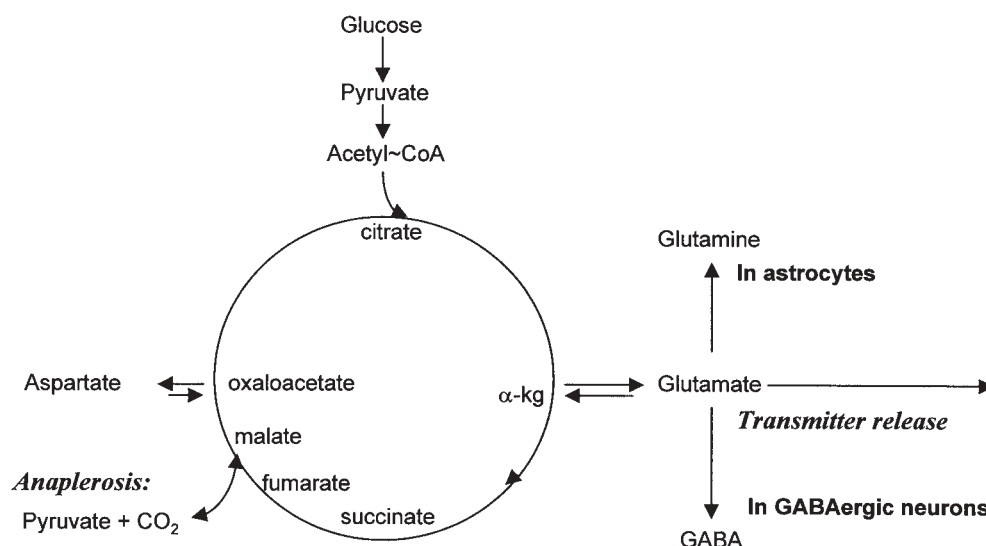 Glucose
Pyruvate
Acetyl~CoA
citrate
Glutamine
In astrocytes
Aspartate
oxaloacetate
α-kg
Glutamate
Transmitter release
malate
Anaplerosis:
fumarate
Pyruvate + CO₂
succinate
In GABAergic neurons
GABA